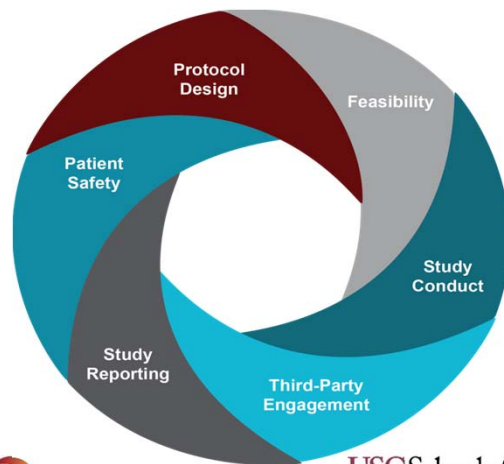 Protocol
Design
Feasibility
Patient
Safety
Study
Conduct
Study
Reporting
Third-Party
Engagement